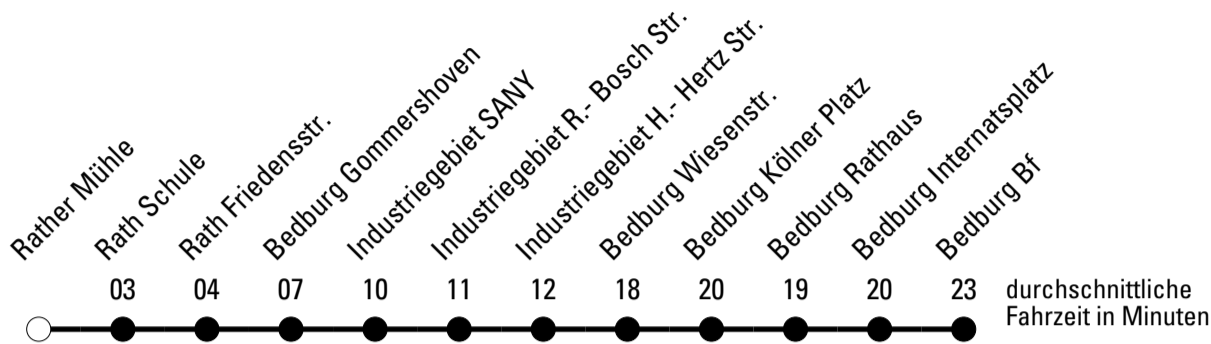 Rather Mühle
Rath Schule
Rath Friedensstr.
Bedburg Gommershoven
Industriegebiet SANY
Industriegebiet R.- Bosch Str.
Industriegebiet H.- Hertz Str.
Bedburg Wiesenstr.
Bedburg Kölner Platz
Bedburg Rathaus
Bedburg Internatsplatz
Bedburg Bf
03 04 07 10 11 12 18 20 19 20 23
durchschnittliche
Fahrzeit in Minuten